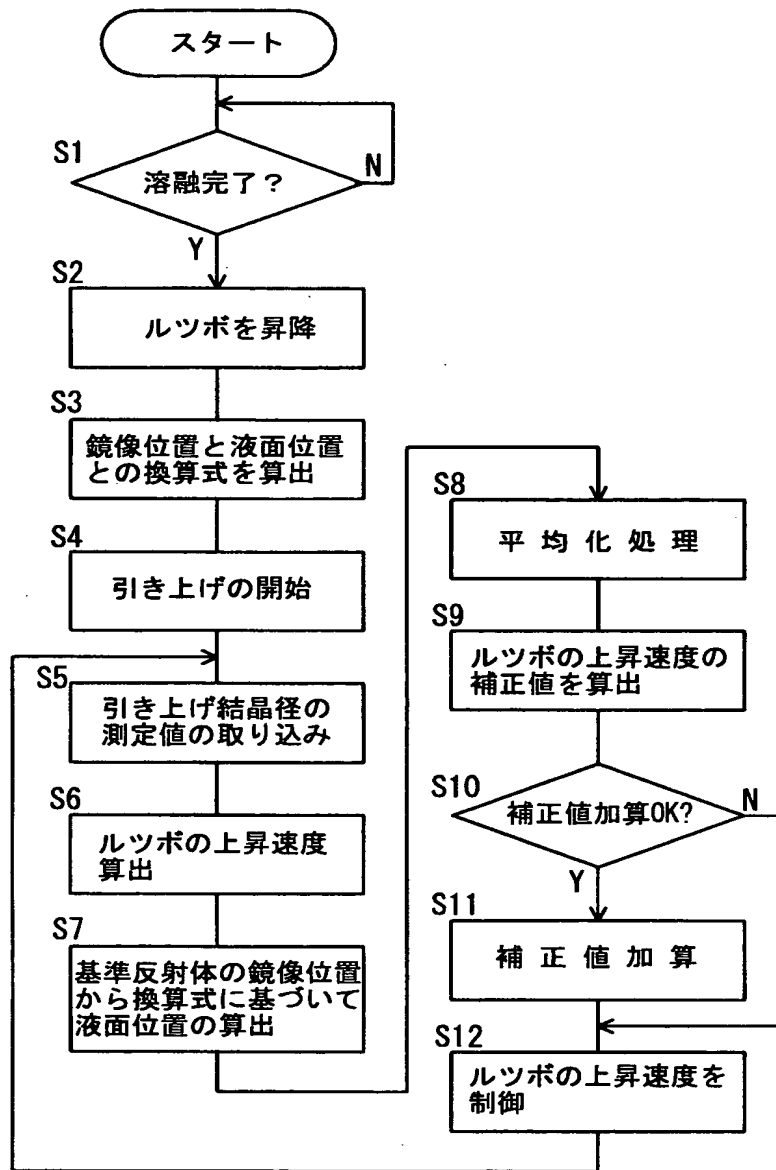 スタート
S1
溶融完了？
N
Y
S2
ルツボを昇降
S3
鏡像位置と液面位置
との換算式を算出
S4
引き上げの開始
S5
引き上げ結晶径の
測定値の取り込み
S6
ルツボの上昇速度
算出
S7
基準反射体の鏡像位置
から換算式に基づいて
液面位置の算出
S8
平均化処理
S9
ルツボの上昇速度の
補正値を算出
S10
補正値加算OK?
N
Y
S11
補正値加算
S12
ルツボの上昇速度を
制御